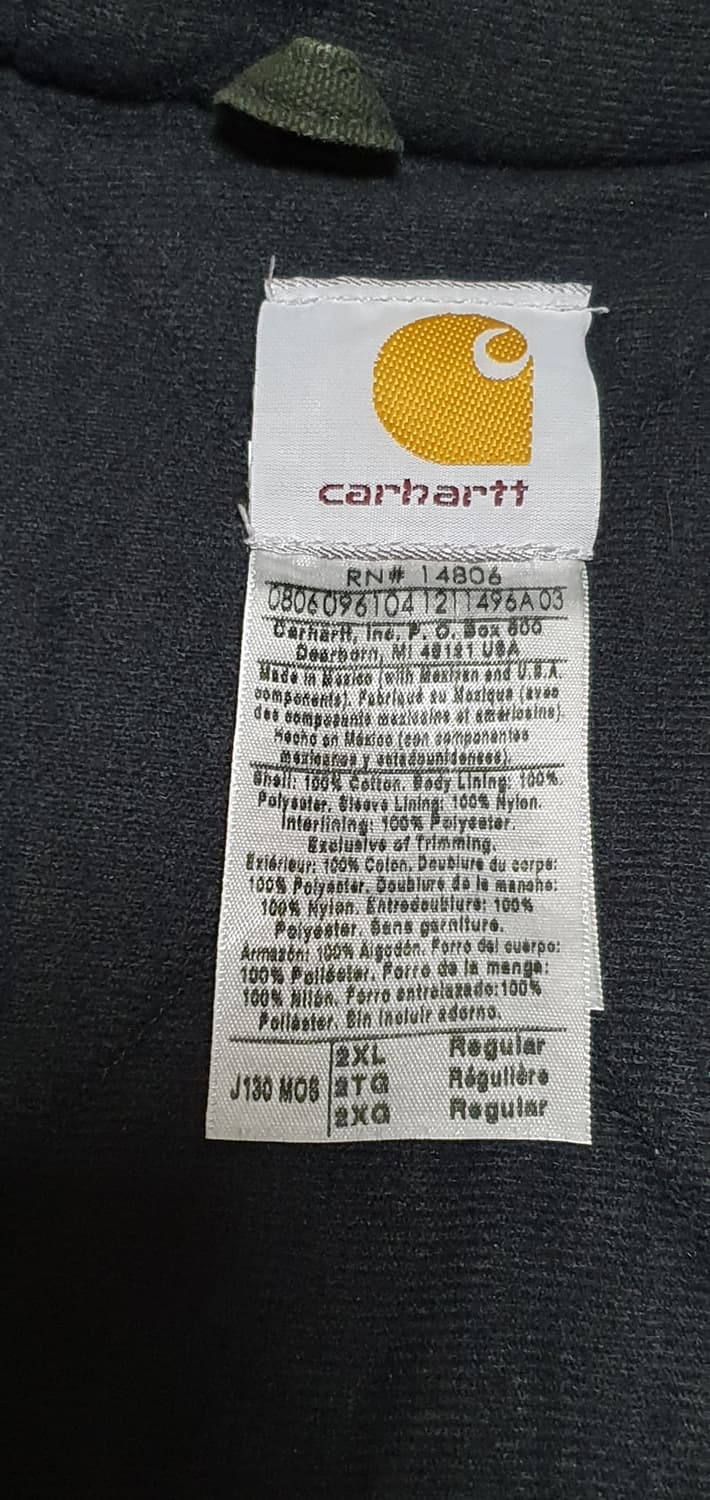 carhartt
RN# 14806
0806096104 1211496A 03
Carhartt, Inc. P. O. Box 600
Dearborn, MI 48121 USA
Made in Mexico (with Mexican and U.S.A.
components). Fabriqué au Mexique (avec
des composants mexicains et américains).
Hecho en México (con componentes
mexicanos y estadounidenses).
Shell: 100% Cotton. Body Lining: 100%
Polyester. Sleeve Lining: 100% Nylon.
Interlining: 100% Polyester.
Exclusive of Trimming.
Extérieur: 100% Coton. Doublure du corps:
100% Polyester. Doublure de la manche:
100% Nylon. Entredoublure: 100%
Polyester. Sans garniture.
Armazón: 100% Algodón. Forro del cuerpo:
100% Poliéster. Forro de la manga:
100% Nilón. Forro entrelazado: 100%
Poliéster. Sin incluir adorno.
J130 MOS
2XL Regular
2TG Régulière
2XG Regular